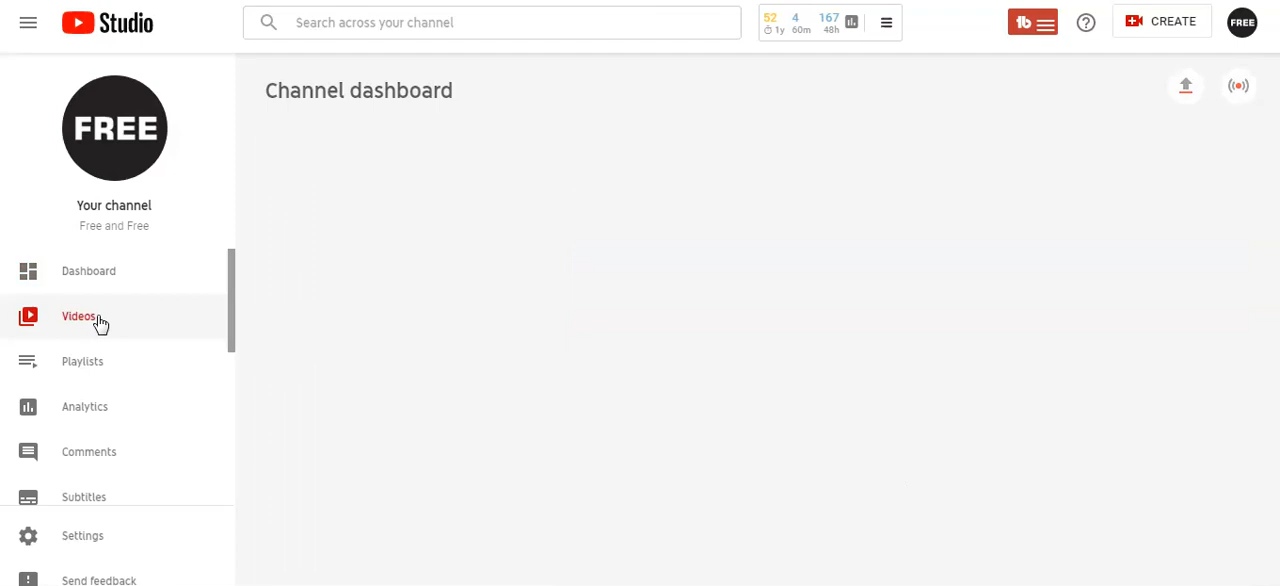 Studio
Search across your channel
52 4 167
1y 60m 48h
tb
CREATE
FREE
Channel dashboard
FREE
Your channel
Free and Free
Dashboard
Videos
Playlists
Analytics
Comments
Subtitles
Settings
Send feedback